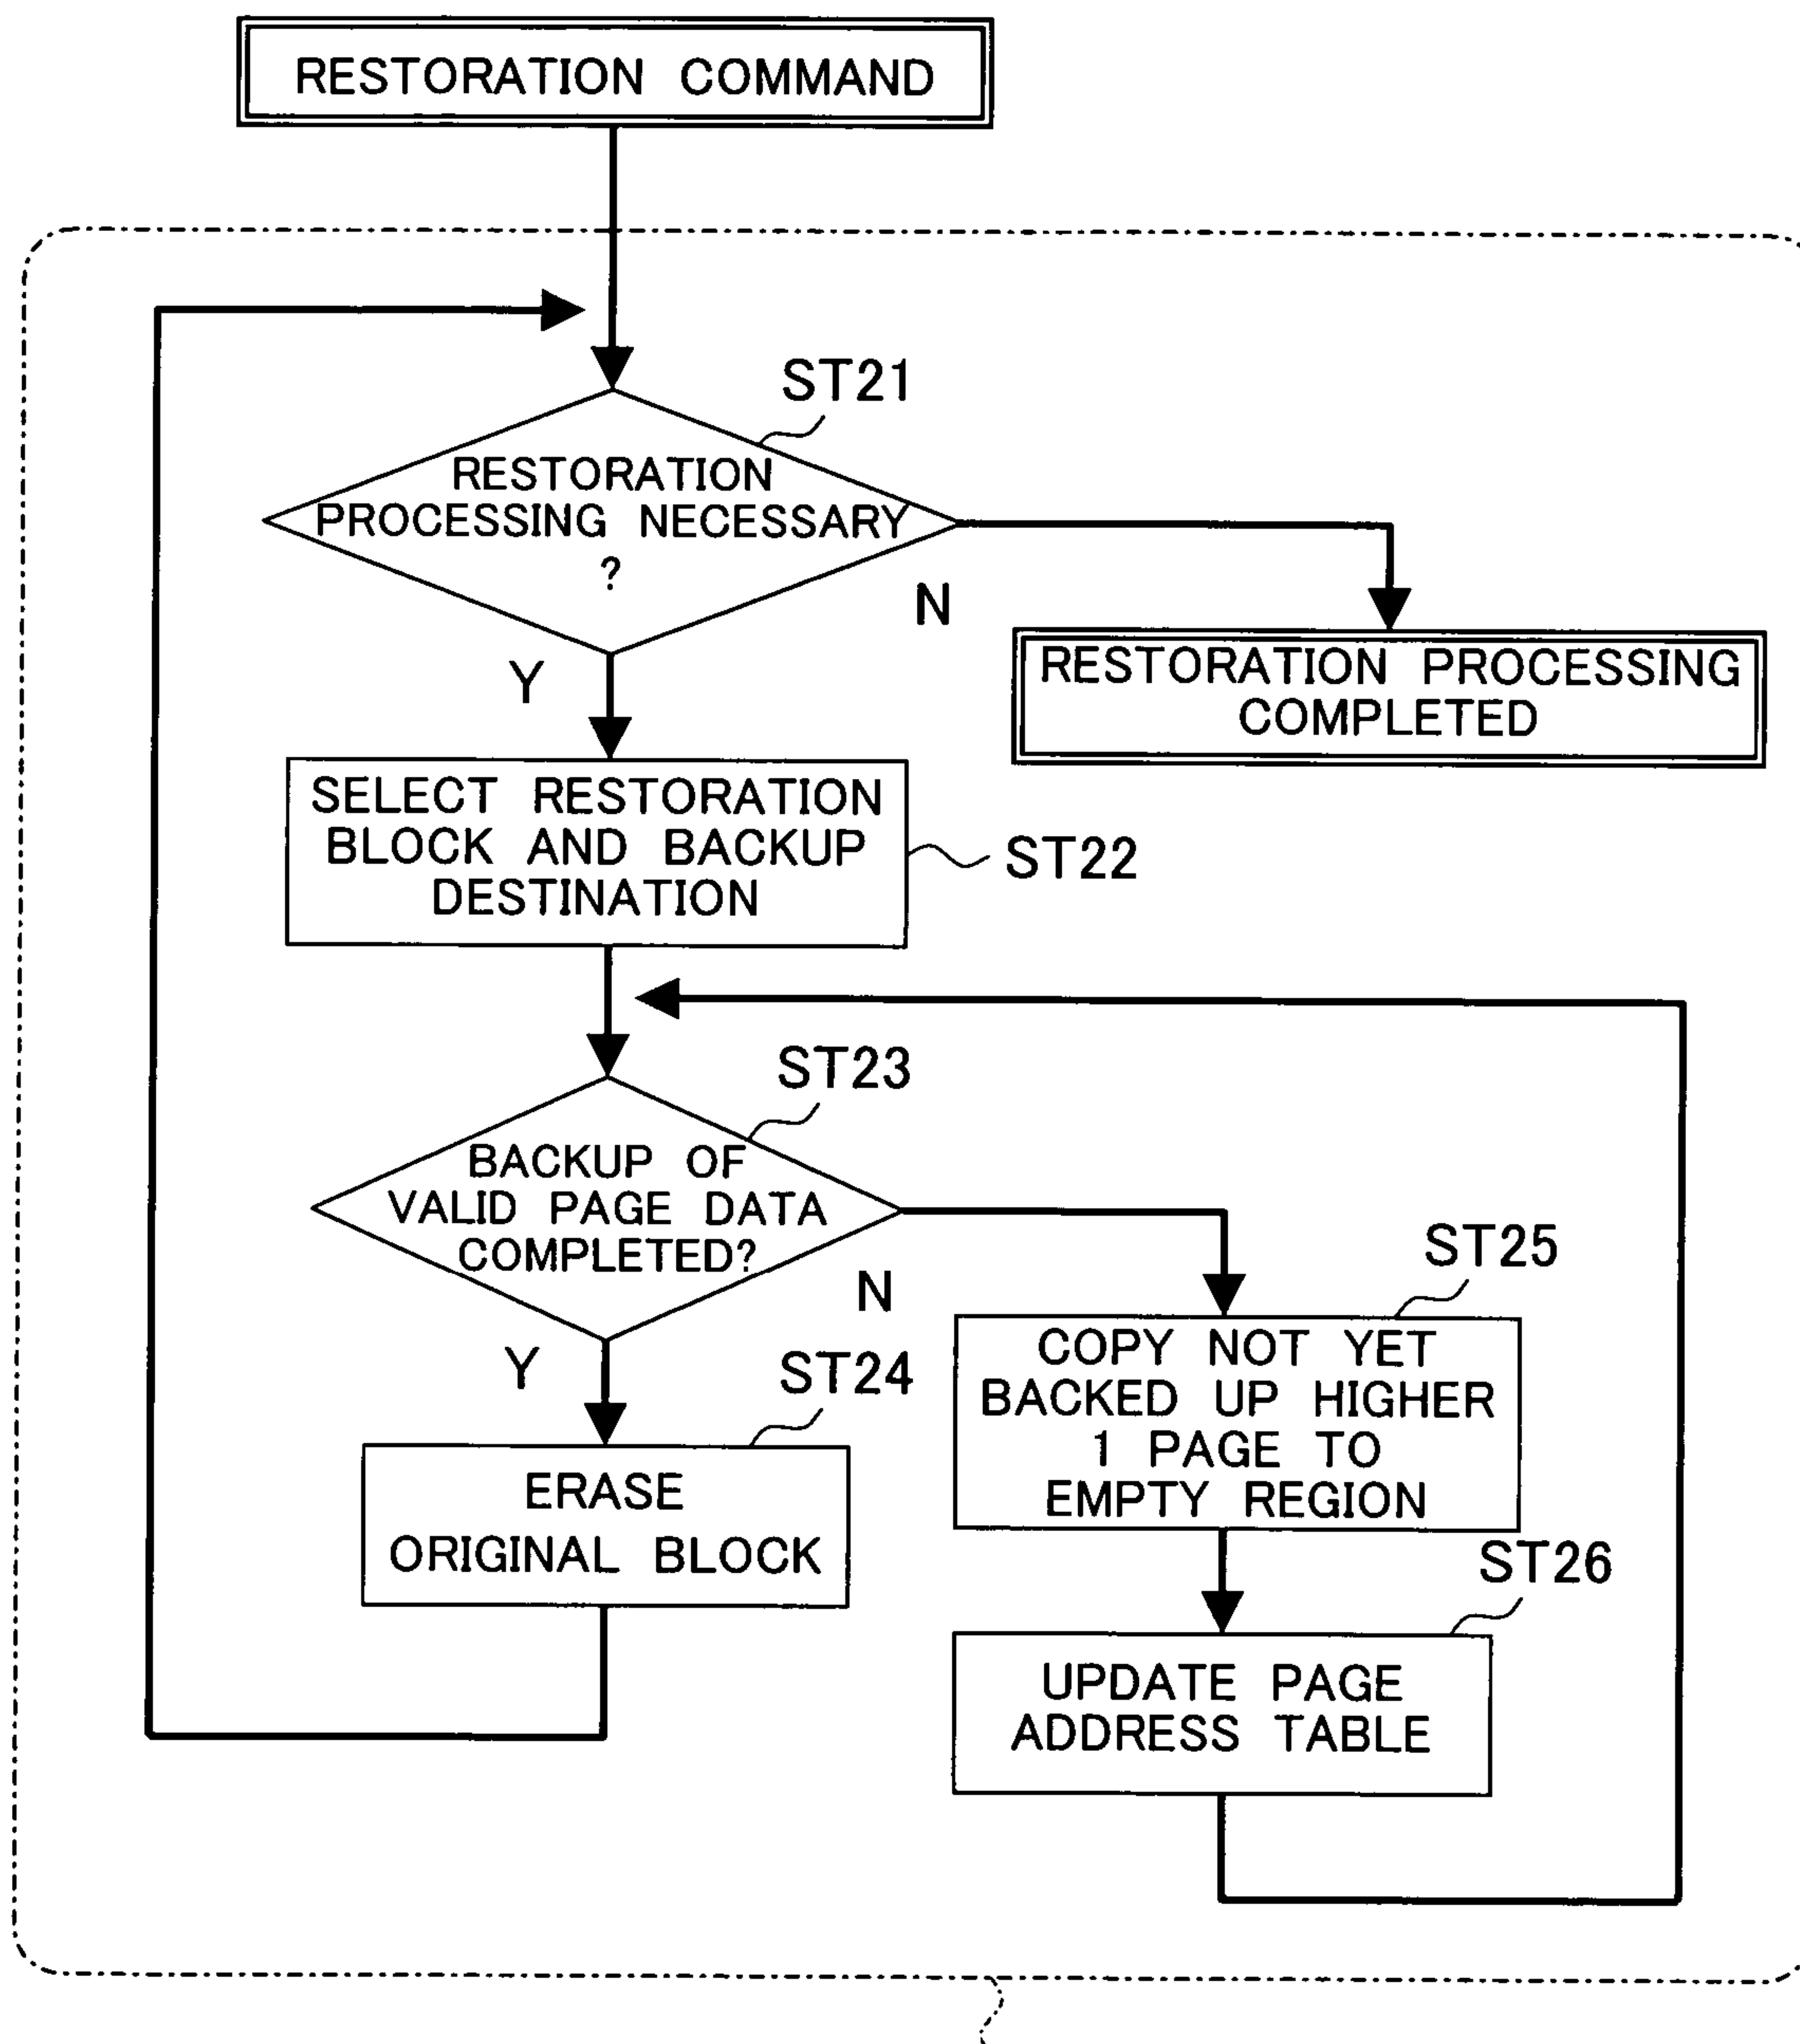 RESTORATION COMMAND
ST21
RESTORATION
PROCESSING NECESSARY
?
N
Y
RESTORATION PROCESSING
COMPLETED
SELECT RESTORATION
BLOCK AND BACKUP
DESTINATION
ST22
ST23
BACKUP OF
VALID PAGE DATA
COMPLETED?
N
Y
ST24
ERASE
ORIGINAL BLOCK
ST25
COPY NOT YET
BACKED UP HIGHER
1 PAGE TO
EMPTY REGION
ST26
UPDATE PAGE
ADDRESS TABLE